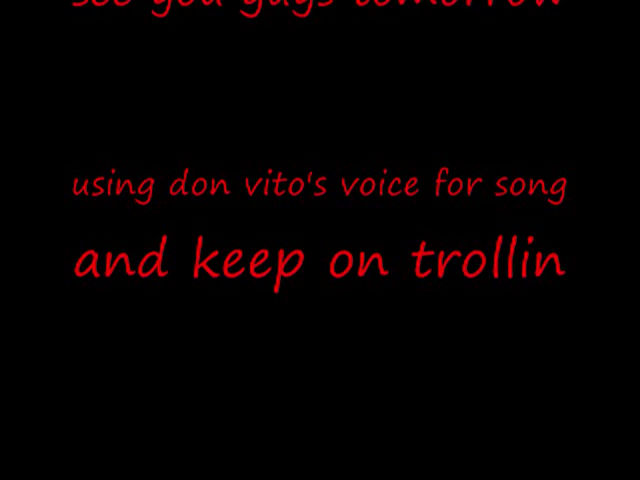 see you guys tomorrow
using don vito's voice for song
and keep on trollin